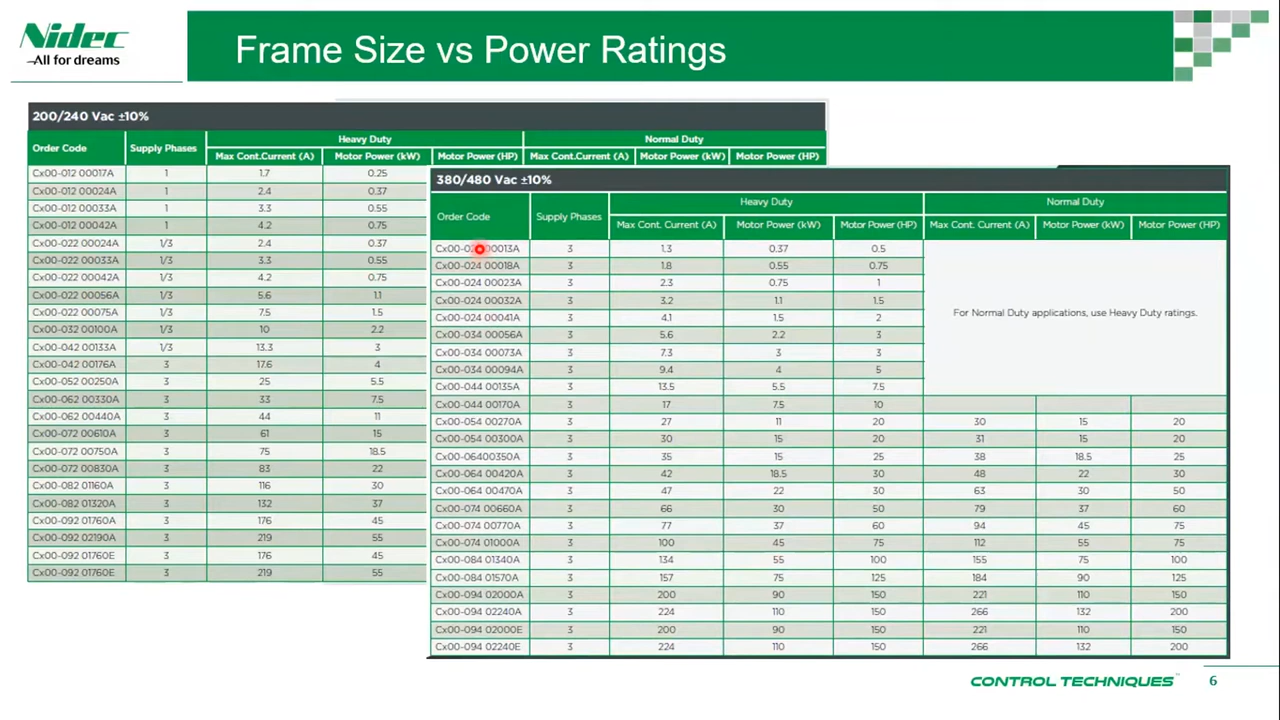 Nidec
All for dreams
Frame Size vs Power Ratings
200/240 Vac ±10%
Order Code Supply Phases Heavy Duty Normal Duty
Max Cont.Current (A) Motor Power (kW) Motor Power (HP) Max Cont.Current (A) Motor Power (kW) Motor Power (HP)
Cx00-012 00017A 1 1.7 0.25
Cx00-012 00024A 1 2.4 0.37
Cx00-012 00033A 1 3.3 0.55
Cx00-012 00042A 1 4.2 0.75
Cx00-022 00024A 1/3 2.4 0.37
Cx00-022 00033A 1/3 3.3 0.55
Cx00-022 00042A 1/3 4.2 0.75
Cx00-022 00056A 1/3 5.6 1.1
Cx00-022 00075A 1/3 7.5 1.5
Cx00-032 00100A 1/3 10 2.2
Cx00-042 00133A 1/3 13.3 3
Cx00-042 00176A 3 17.6 4
Cx00-052 00250A 3 25 5.5
Cx00-062 00330A 3 33 7.5
Cx00-062 00440A 3 44 11
Cx00-072 00610A 3 61 15
Cx00-072 00750A 3 75 18.5
Cx00-072 00830A 3 83 22
Cx00-082 01160A 3 116 30
Cx00-082 01320A 3 132 37
Cx00-092 01760A 3 176 45
Cx00-092 02190A 3 219 55
Cx00-092 01760E 3 176 45
Cx00-092 01760E 3 219 55
380/480 Vac ±10%
Order Code Supply Phases Heavy Duty Normal Duty
Max Cont. Current (A) Motor Power (kW) Motor Power (HP) Max Cont. Current (A) Motor Power (kW) Motor Power (HP)
3 1.3 0.37 0.5
Cx00-024 00018A 3 1.8 0.55 0.75
Cx00-024 00023A 3 2.3 0.75 1
Cx00-024 00032A 3 3.2 1.1 1.5
Cx00-024 00041A 3 4.1 1.5 2
Cx00-034 00056A 3 5.6 2.2 3
Cx00-034 00073A 3 7.3 3 3
Cx00-034 00094A 3 9.4 4 5
Cx00-044 00135A 3 13.5 5.5 7.5
Cx00-044 00170A 3 17 7.5 10
For Normal Duty applications, use Heavy Duty ratings.
Cx00-054 00270A 3 27 11 20 30 15 20
Cx00-054 00300A 3 30 15 20 31 15 20
Cx00-06400350A 3 35 15 25 38 18.5 25
Cx00-064 00420A 3 42 18.5 30 48 22 30
Cx00-064 00470A 3 47 22 30 63 30 50
Cx00-074 00660A 3 66 30 50 79 37 60
Cx00-074 00770A 3 77 37 60 94 45 75
Cx00-074 01000A 3 100 45 75 112 55 75
Cx00-084 01340A 3 134 55 100 155 75 100
Cx00-084 01570A 3 157 75 125 184 90 125
Cx00-094 02000A 3 200 90 150 221 110 150
Cx00-094 02240A 3 224 110 150 266 132 200
Cx00-094 02000E 3 200 90 150 221 110 150
Cx00-094 02240E 3 224 110 150 266 132 200
CONTROL TECHNIQUES™ 6